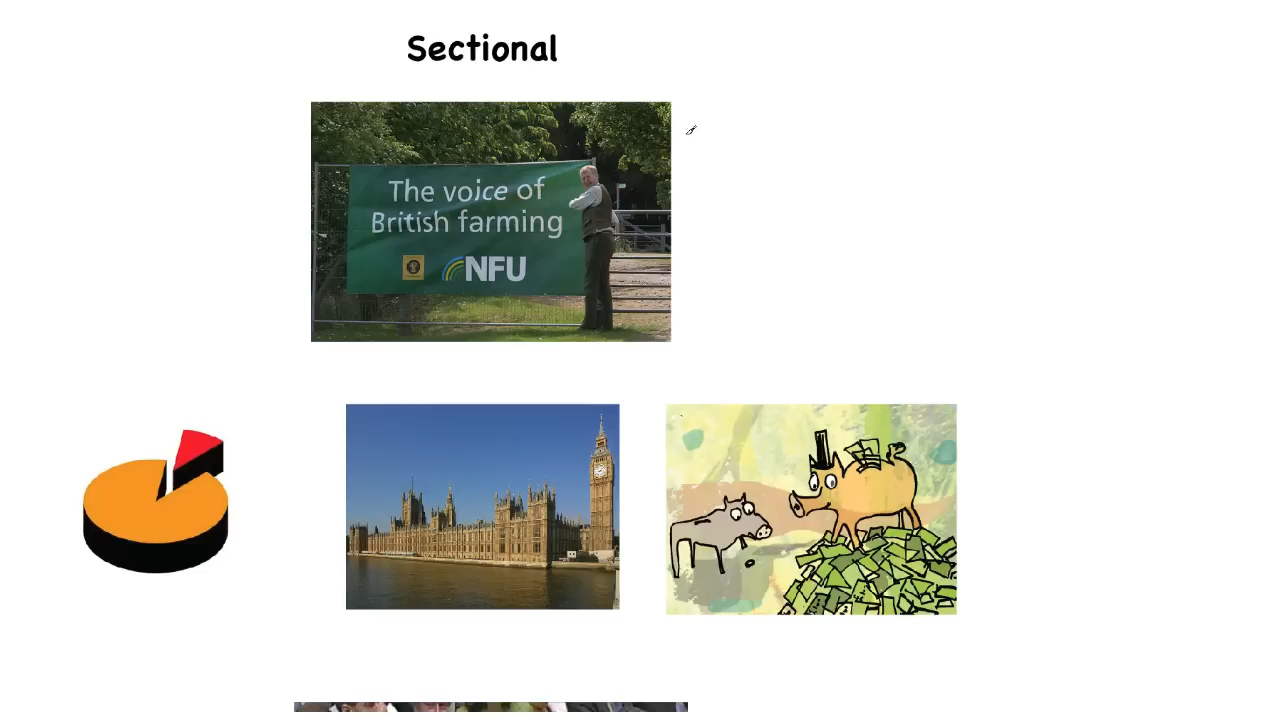 Sectional
The voice of
British farming
NFU